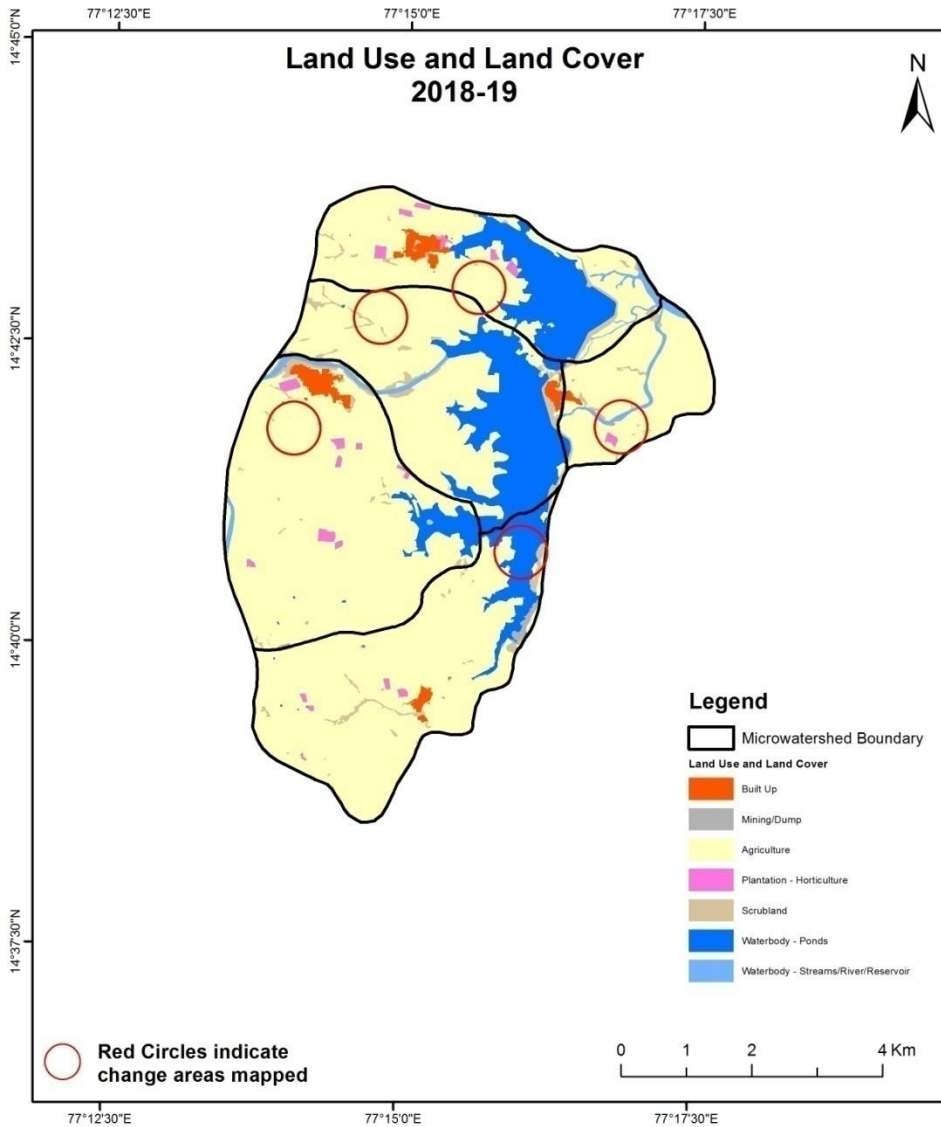 77°12'30"E
77°15'0"E
77°17'30"E
14°45'0"N
Land Use and Land Cover
2018-19
N
14°42'30"N
14°40'0"N
14°37'30"N
Legend
Microwatershed Boundary
Land Use and Land Cover
Built Up
Mining/Dump
Agriculture
Plantation - Horticulture
Scrubland
Waterbody - Ponds
Waterbody - Streams/River/Reservoir
Red Circles indicate
change areas mapped
0 1 2 4 Km
77°12'30"E
77°15'0"E
77°17'30"E